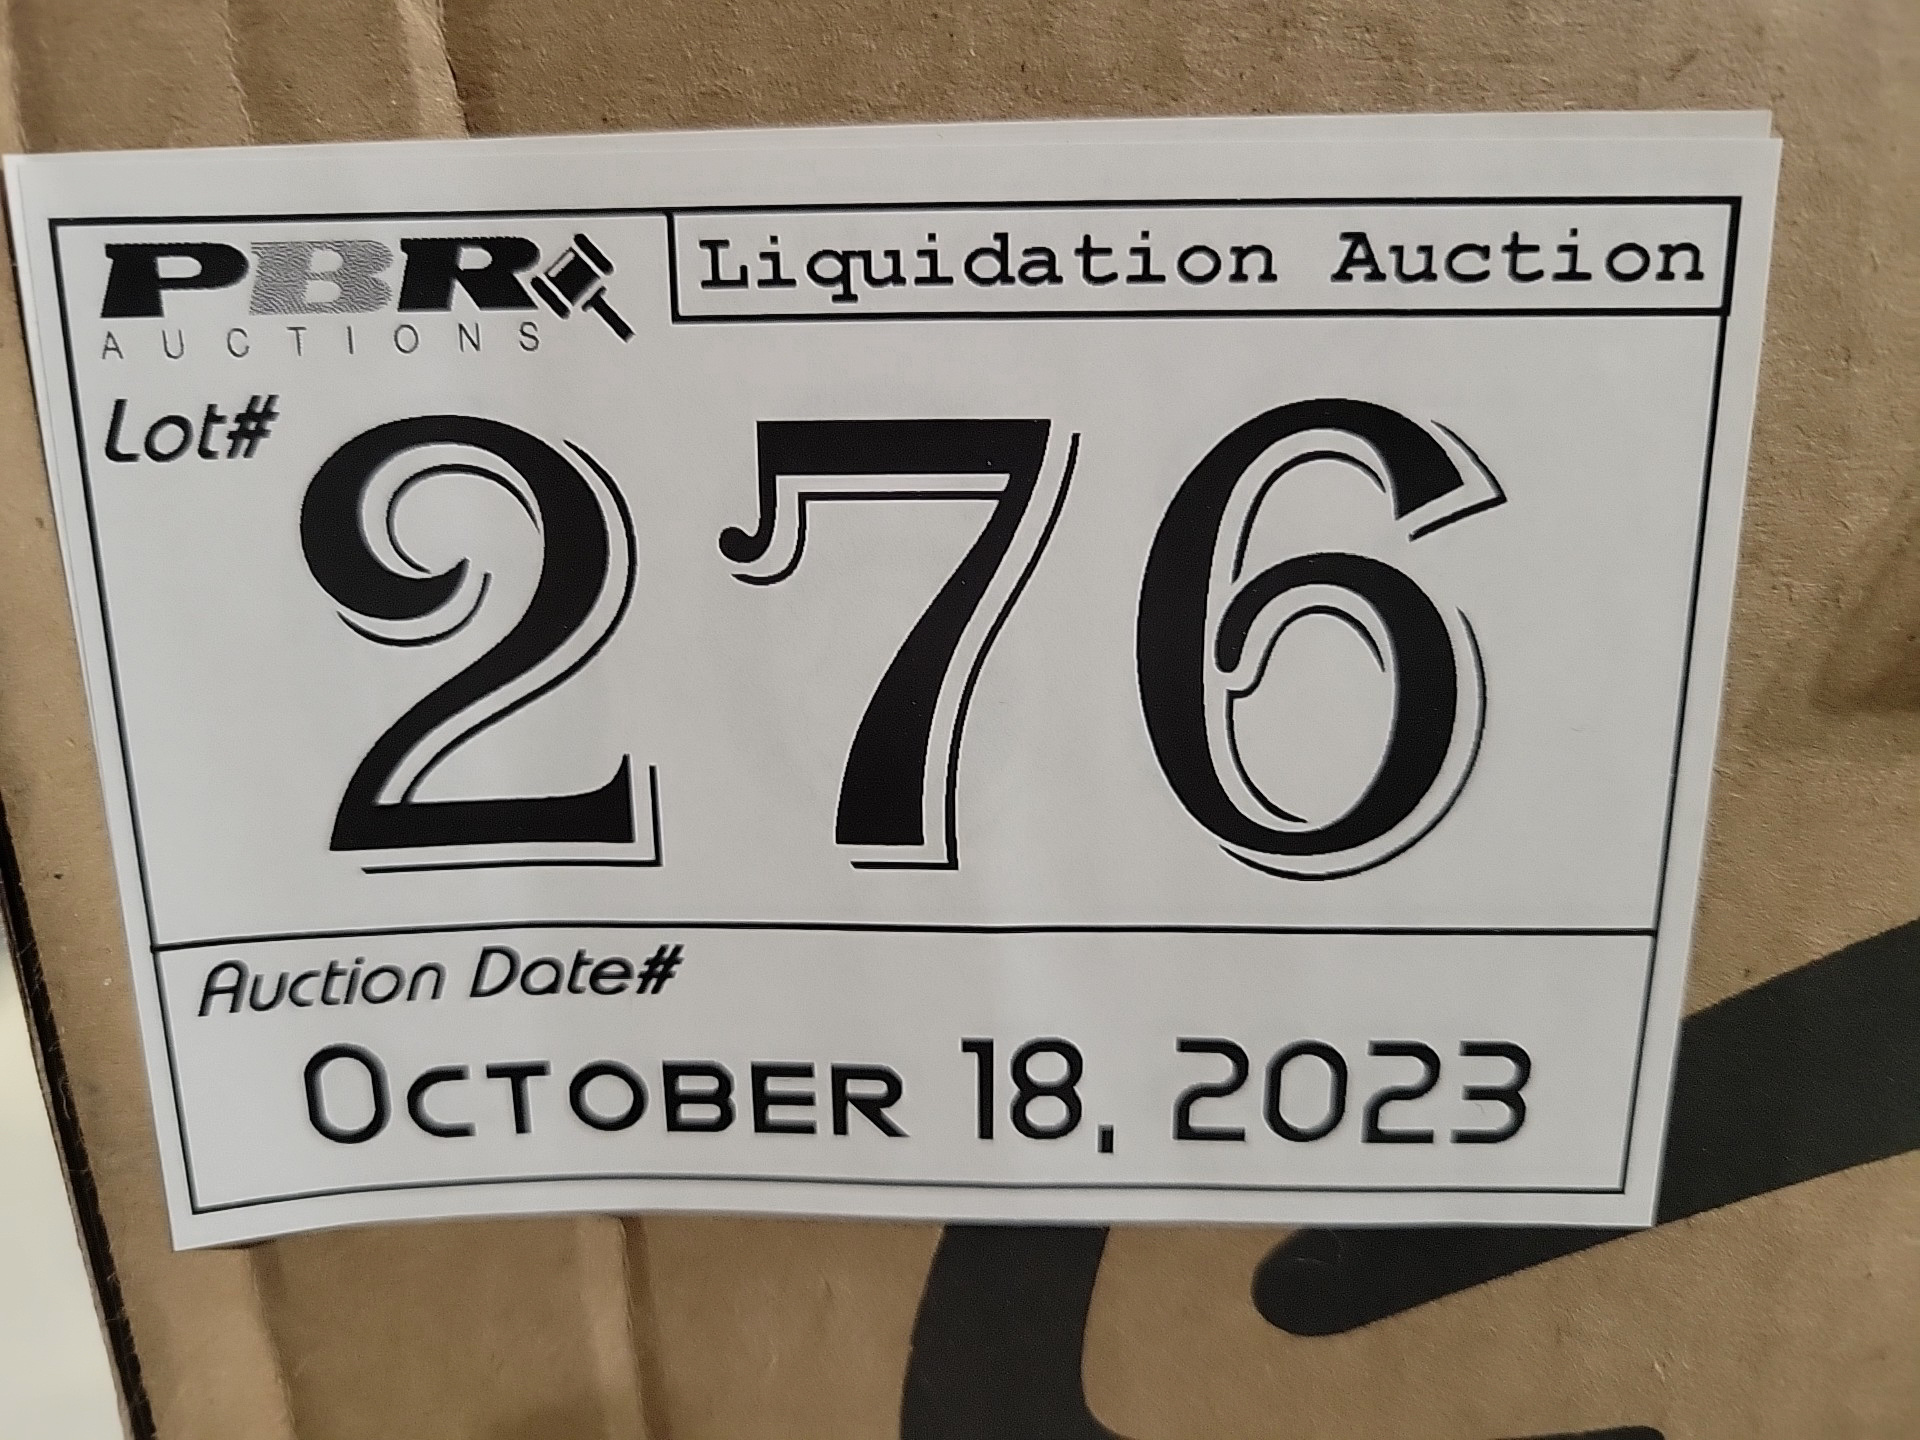 PBR
AUCTIONS
Liquidation Auction
Lot#
276
Auction Date#
October 18, 2023